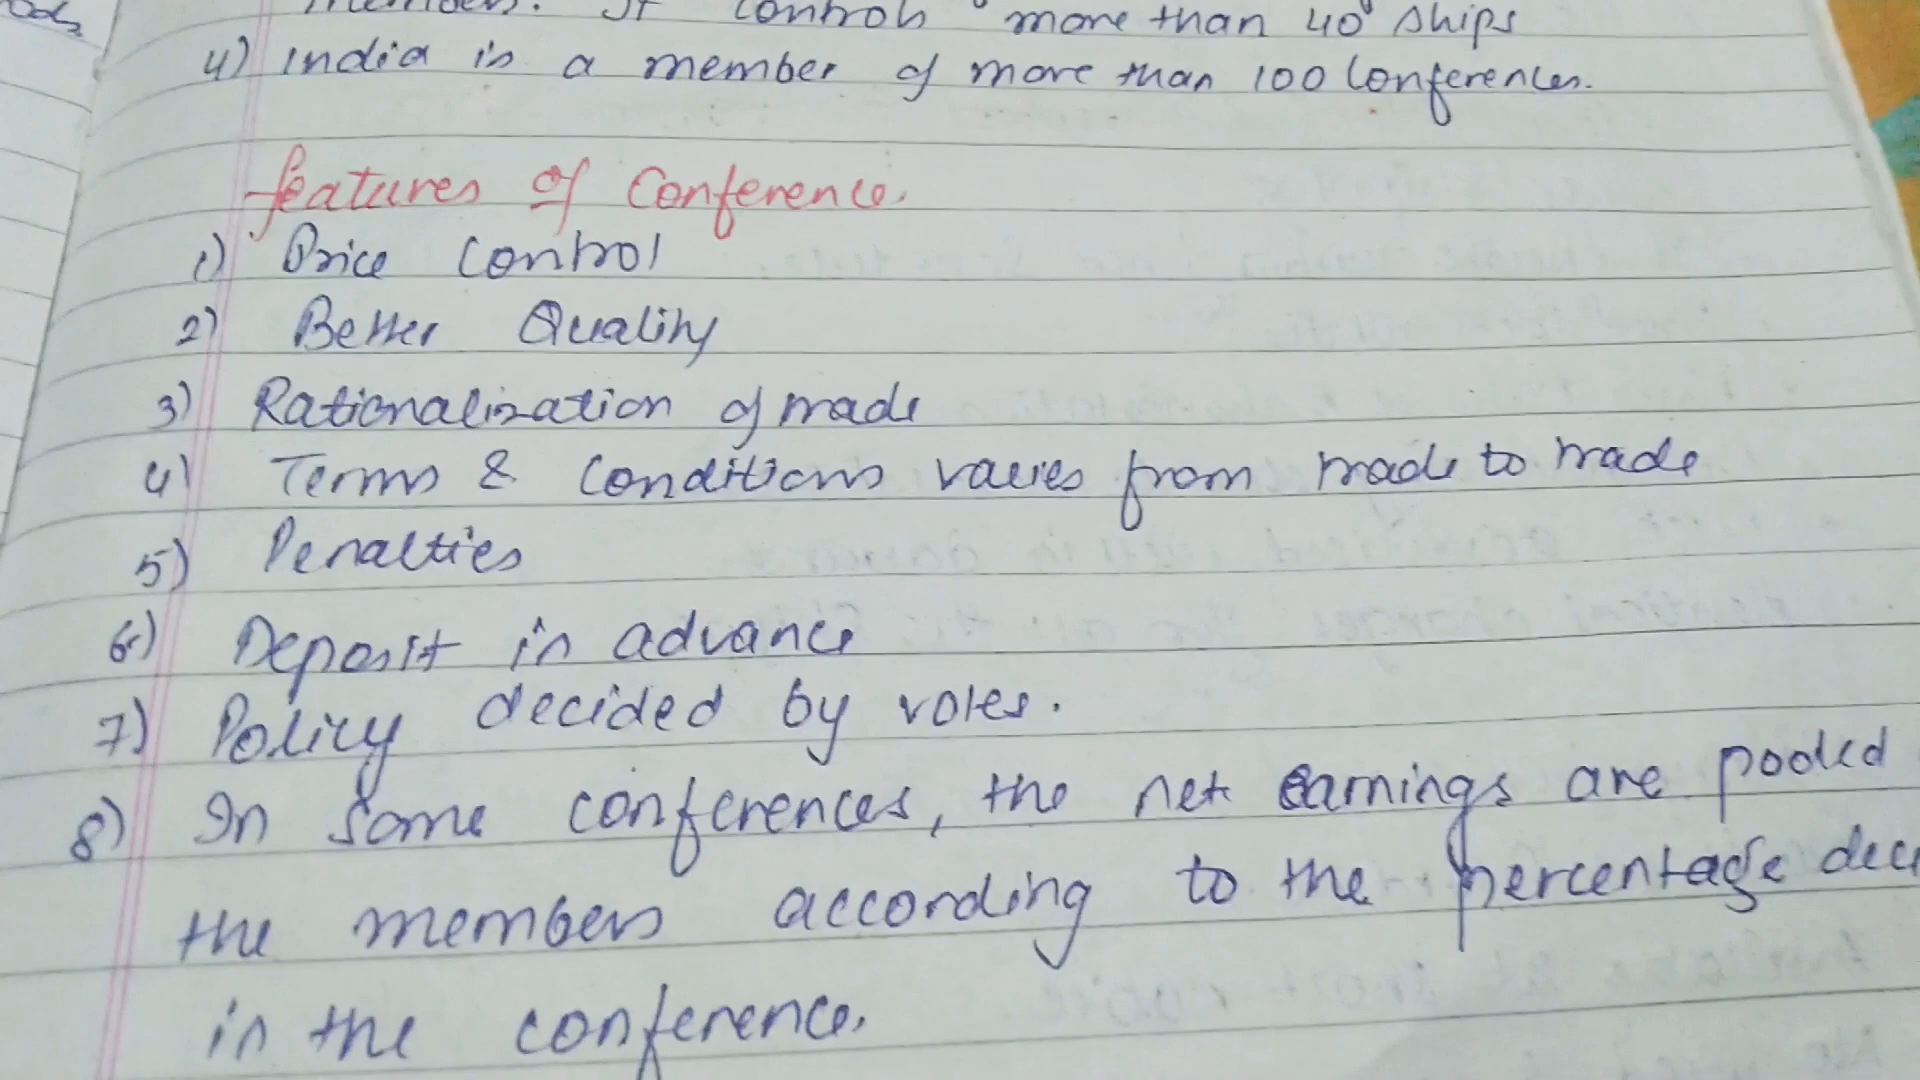 members. It controls more than 40 ships
4) India is a member of more than 100 Conferences.
features of Conference.
1) Price Control
2) Better Quality
3) Rationalization of trade
4) Terms & Conditions varies from trade to trade
5) Penalties
6) Deposit in advance
7) Policy decided by votes.
8) In some conferences, the net earnings are pooled
the members according to the percentage
in the conference.